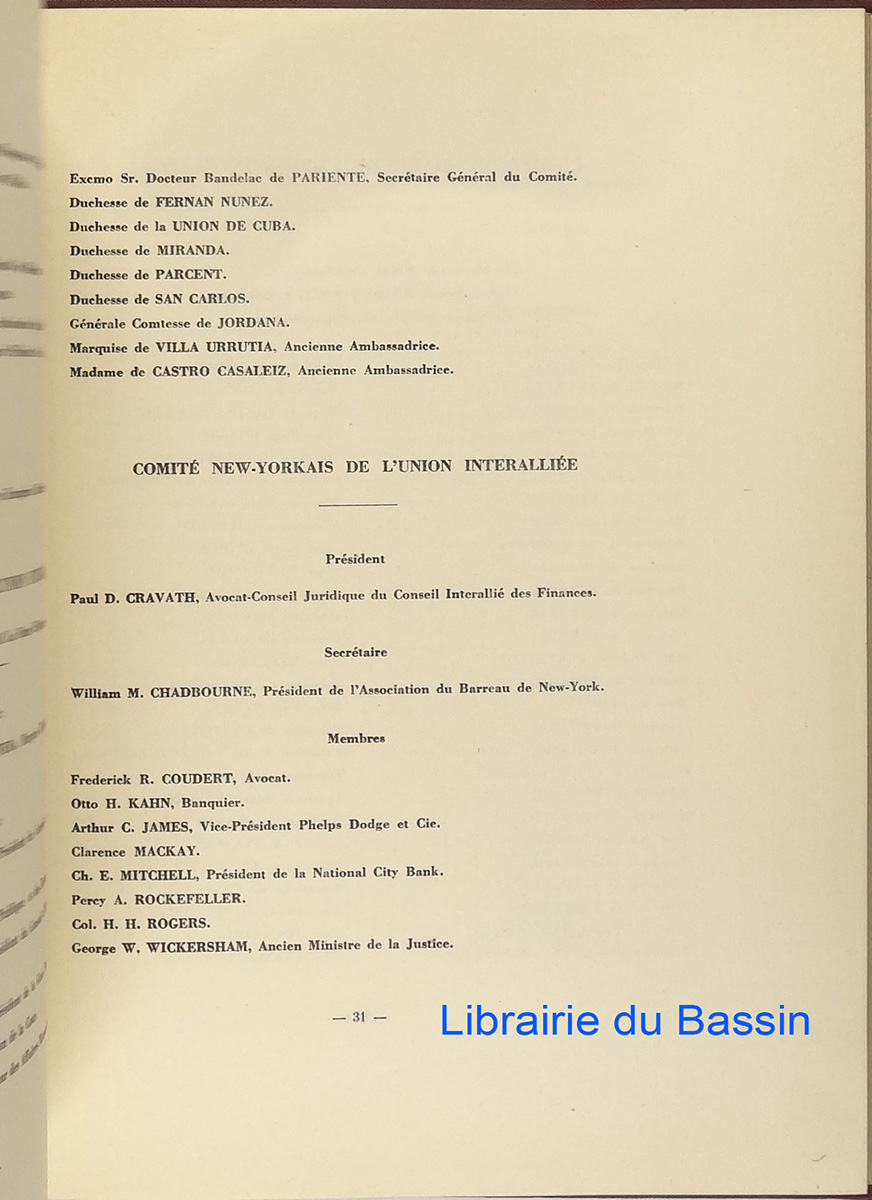 Excmo Sr. Docteur Bandelac de PARIENTE, Secrétaire Général du Comité.
Duchesse de FERNAN NUNEZ.
Duchesse de la UNION DE CUBA.
Duchesse de MIRANDA.
Duchesse de PARCENT.
Duchesse de SAN CARLOS.
Générale Comtesse de JORDANA.
Marquise de VILLA URRUTIA, Ancienne Ambassadrice.
Madame de CASTRO CASALEIZ, Ancienne Ambassadrice.
COMITÉ NEW-YORKAIS DE L'UNION INTERALLIÉE
Président
Paul D. CRAVATH, Avocat-Conseil Juridique du Conseil Interallié des Finances.
Secrétaire
William M. CHADBOURNE, Président de l'Association du Barreau de New-York.
Membres
Frederick R. COUDERT, Avocat.
Otto H. KAHN, Banquier.
Arthur C. JAMES, Vice-Président Phelps Dodge et Cie.
Clarence MACKAY.
Ch. E. MITCHELL, Président de la National City Bank.
Percy A. ROCKEFELLER.
Col. H. H. ROGERS.
George W. WICKERSHAM, Ancien Ministre de la Justice.
— 31 —
Librairie du Bassin